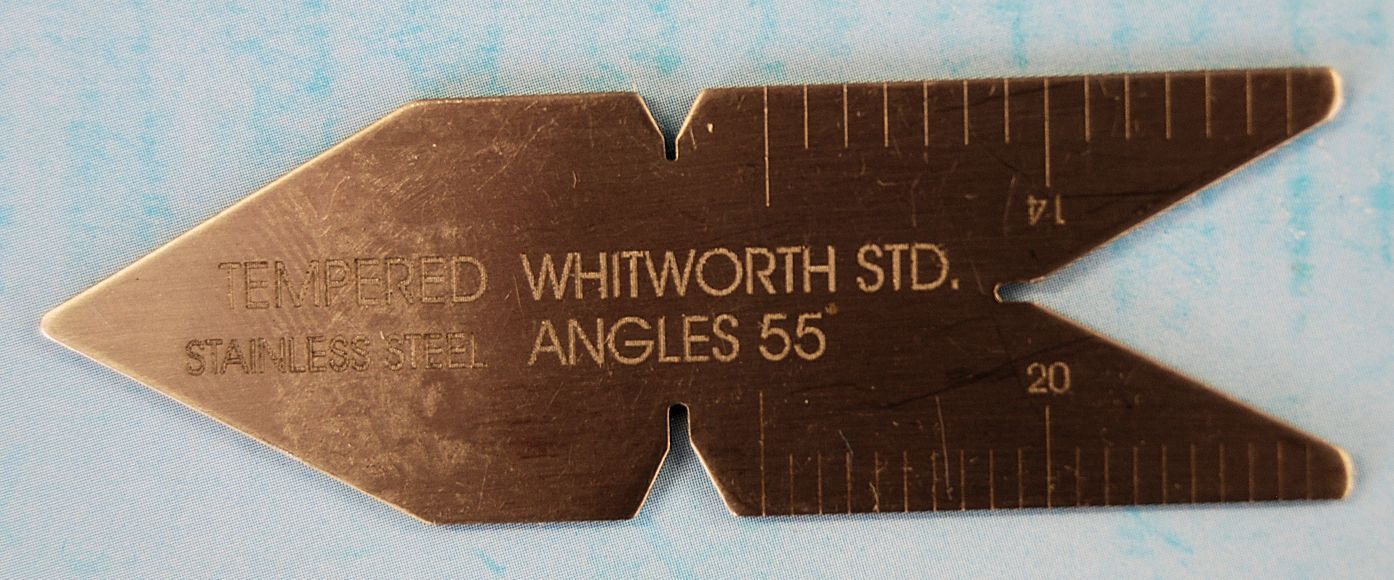 14
TEMPERED WHITWORTH STD.
STAINLESS STEEL ANGLES 55°
20